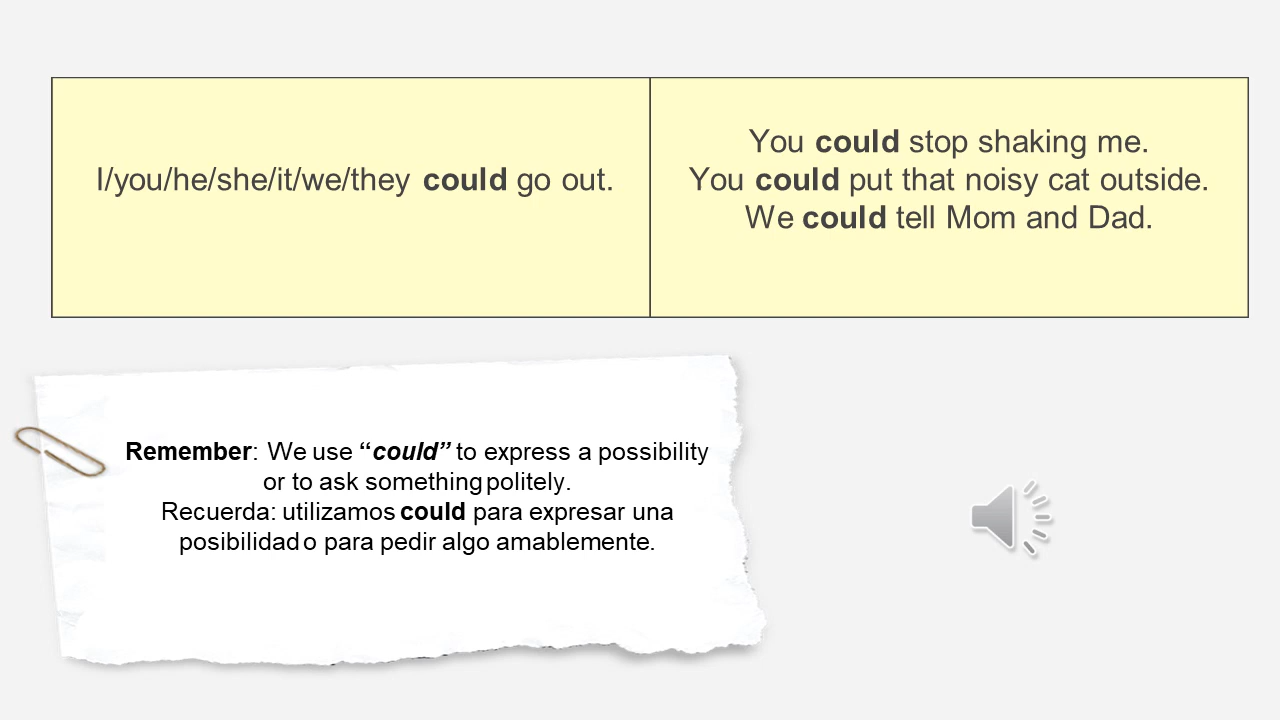 I/you/he/she/it/we/they could go out.
You could stop shaking me.
You could put that noisy cat outside.
We could tell Mom and Dad.
Remember: We use “could” to express a possibility
or to ask something politely.
Recuerda: utilizamos could para expresar una
posibilidad o para pedir algo amablemente.